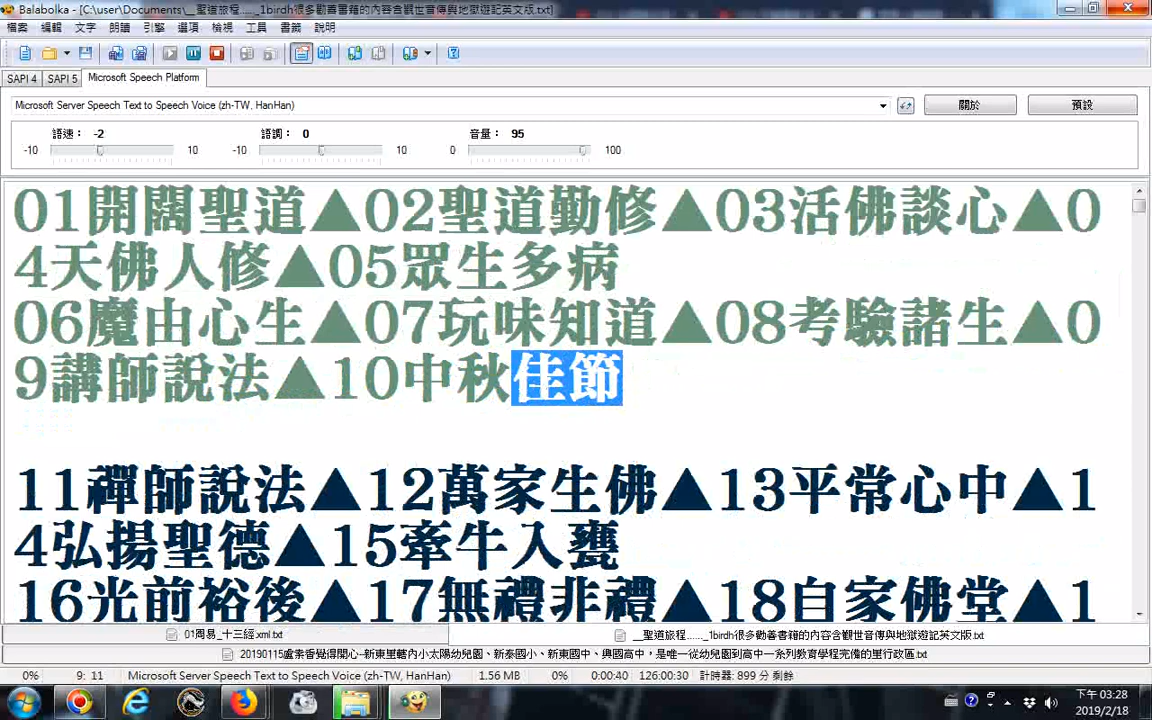 Balabolka - [C:\user\Documents\__聖道旅程......_1birdh很多勸善書籍的內容含觀世音傳與地獄遊記英文版.txt]
檔案 編輯 文字 朗讀 引擎 選項 檢視 工具 書籤 說明
SAPI 4 SAPI 5 Microsoft Speech Platform
Microsoft Server Speech Text to Speech Voice (zh-TW, HanHan) 關於 預設
語速： -2 語調： 0 音量： 95
-10 10 -10 10 0 100
01開闊聖道▲02聖道勤修▲03活佛談心▲0
4天佛人修▲05眾生多病
06魔由心生▲07玩味知道▲08考驗諸生▲0
9講師說法▲10中秋佳節
11禪師說法▲12萬家生佛▲13平常心中▲1
4弘揚聖德▲15牽牛入甕
16光前裕後▲17無禮非禮▲18自家佛堂▲1
01周易_十三經.xml.txt __聖道旅程......_1birdh很多勸善書籍的內容含觀世音傳與地獄遊記英文版.txt
20190115盧素香覺得開心-新東里轄內小太陽幼兒園、新泰國小、新東國中、興國高中，是唯一從幼兒園到高中一系列教育學程完備的里行政區.txt
0% 9: 11 Microsoft Server Speech Text to Speech Voice (zh-TW, HanHan) 1.56 MB 0% 0:00:40 126:00:30 計時器: 899 分 剩餘
下午 03:28
2019/2/18